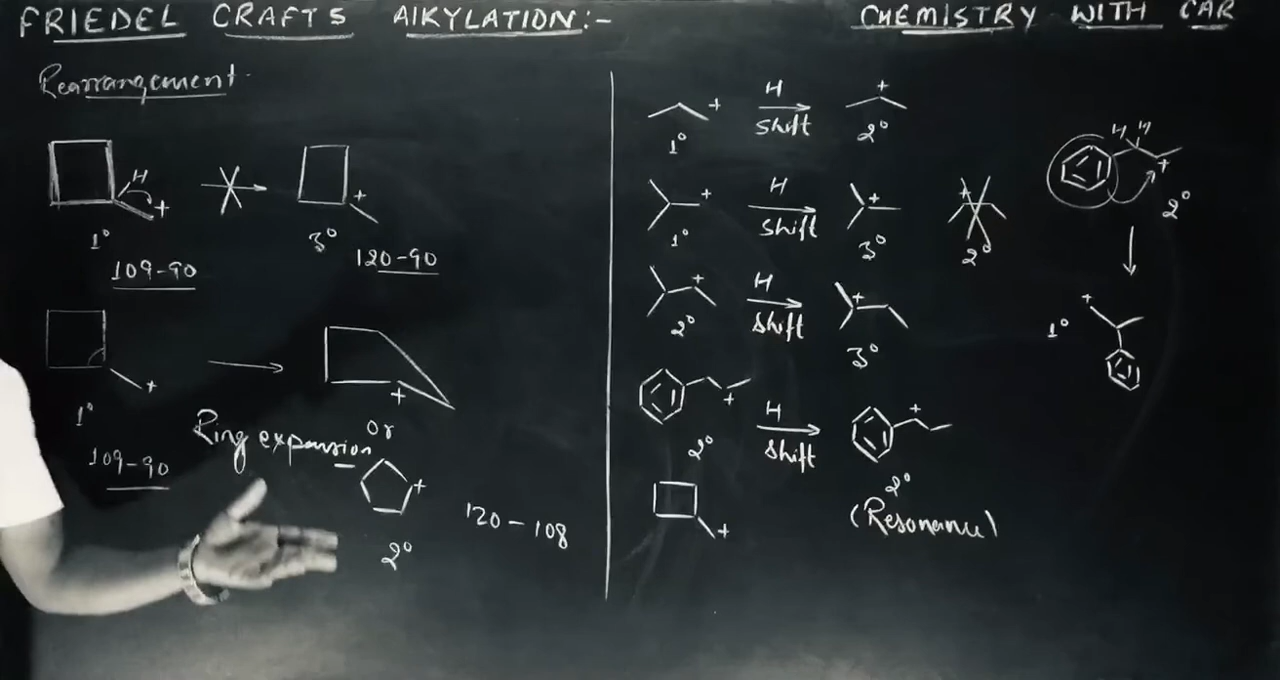 FRIEDEL CRAFTS AlKYLATION:-
CHEMISTRY WITH CAR
Rearrangement.
H
+
+
1°
3°
109-90
120-90
+
+
1°
Or
Ring expansion
109-90
+
120 - 108
2°
+
H
shift
+
1°
2°
+
H
shift
+
+
1°
3°
2°
+
H
shift
+
2°
3°
+
H
shift
+
2°
2°
(Resonance)
+
H H
+
2°
+
1°